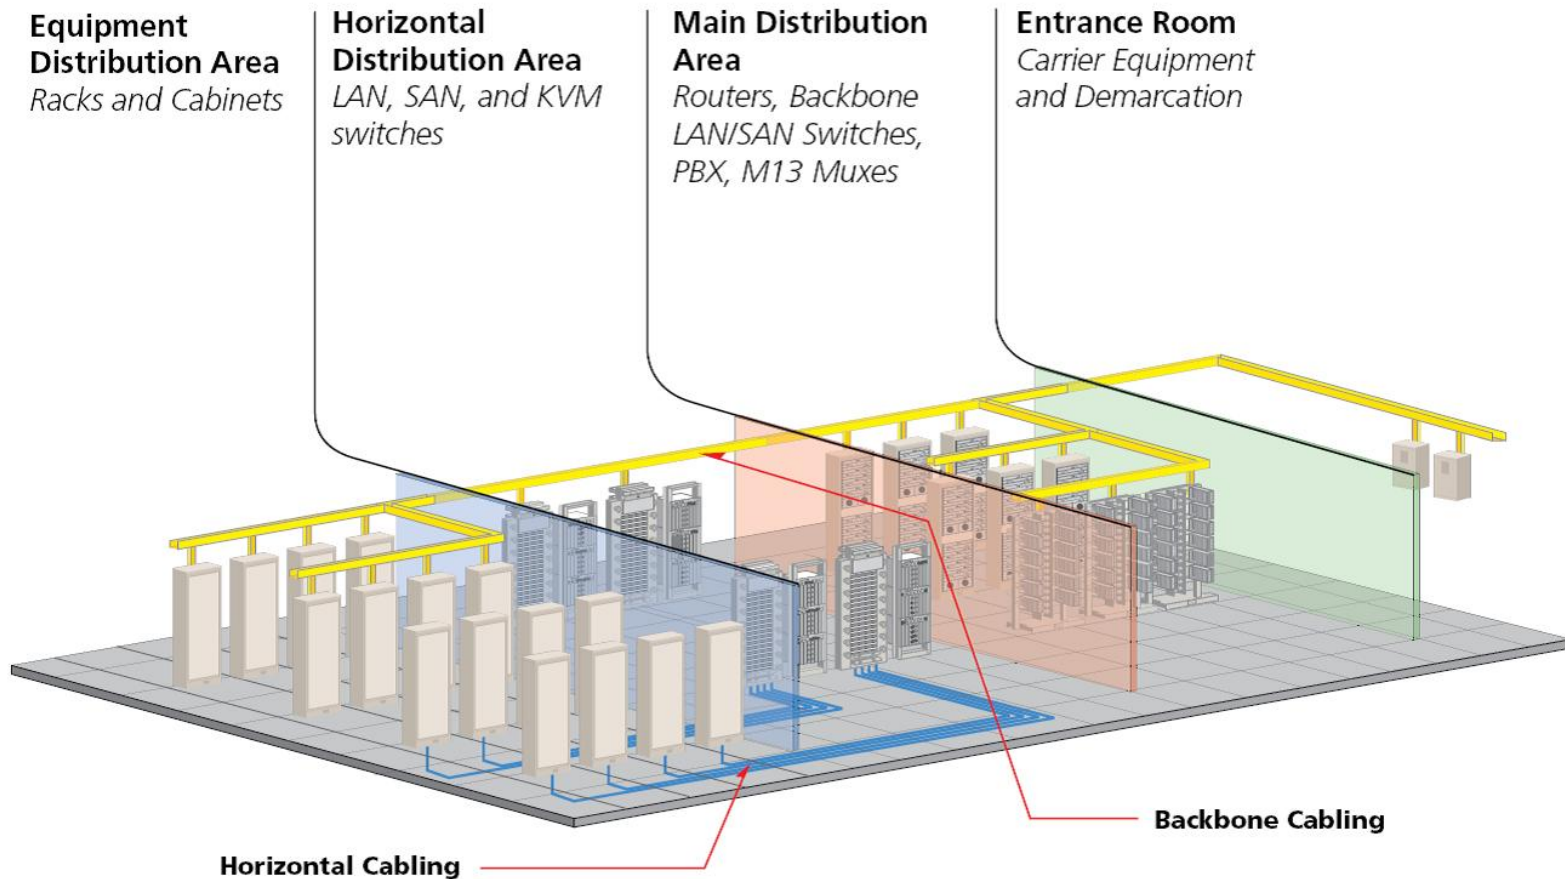 Equipment
Distribution Area
Racks and Cabinets
Horizontal
Distribution Area
LAN, SAN, and KVM
switches
Main Distribution
Area
Routers, Backbone
LAN/SAN Switches,
PBX, M13 Muxes
Entrance Room
Carrier Equipment
and Demarcation
Backbone Cabling
Horizontal Cabling